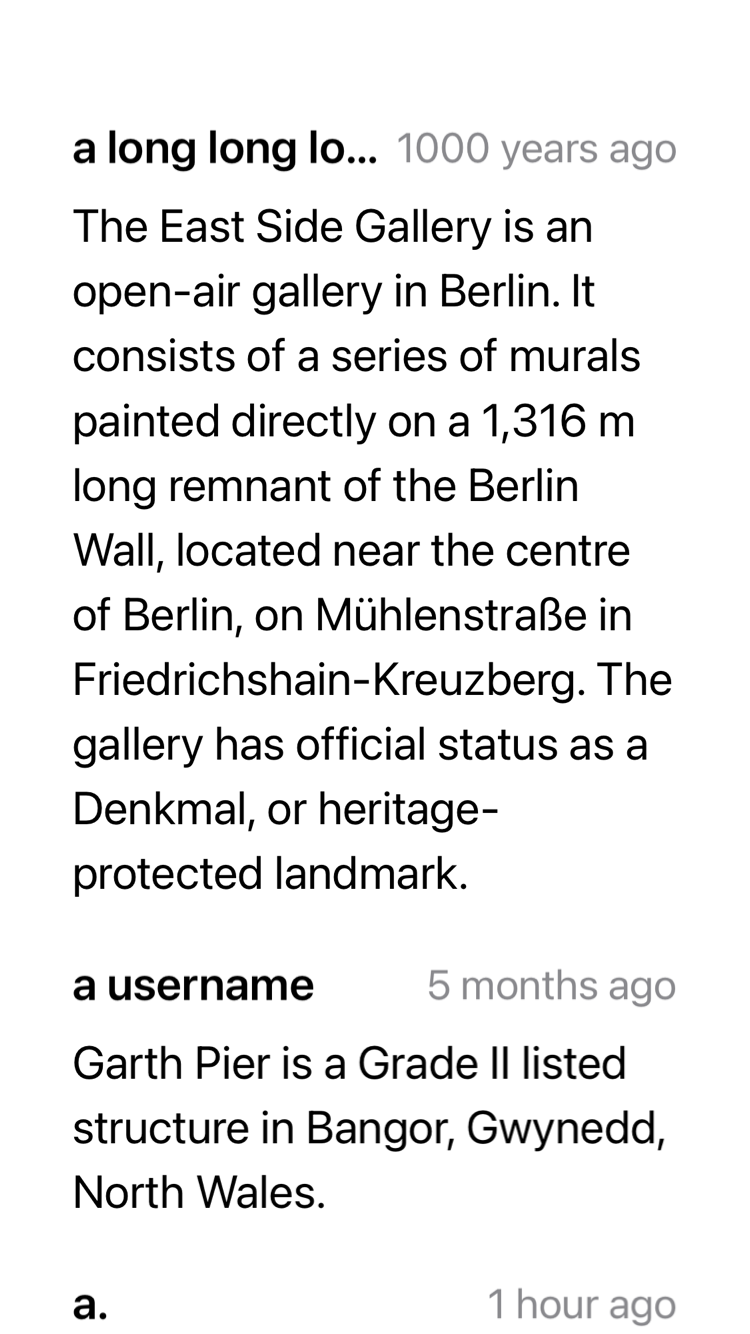 a long long lo... 1000 years ago
The East Side Gallery is an
open-air gallery in Berlin. It
consists of a series of murals
painted directly on a 1,316 m
long remnant of the Berlin
Wall, located near the centre
of Berlin, on Mühlenstraße in
Friedrichshain-Kreuzberg. The
gallery has official status as a
Denkmal, or heritage-
protected landmark.
a username 5 months ago
Garth Pier is a Grade II listed
structure in Bangor, Gwynedd,
North Wales.
a. 1 hour ago